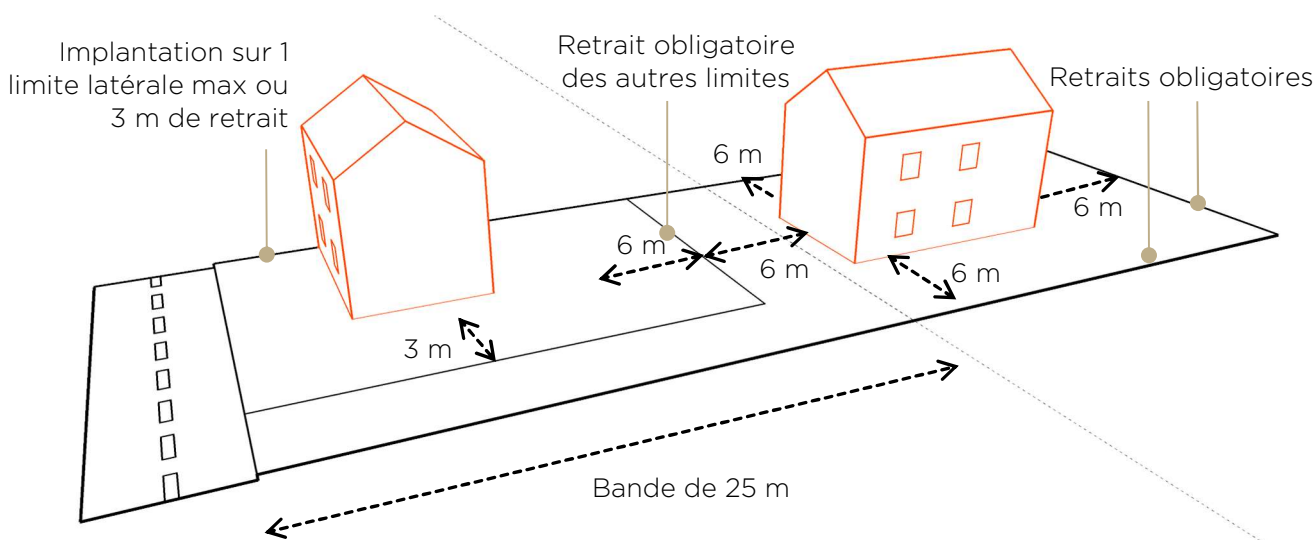 Implantation sur 1
limite latérale max ou
3 m de retrait
Retrait obligatoire
des autres limites
Retraits obligatoires
6 m
6 m
6 m
6 m
6 m
3 m
Bande de 25 m